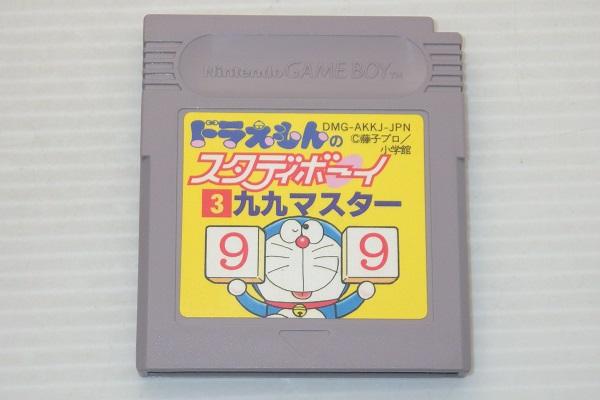 Nintendo GAME BOY™
ドラえもんの
DMG-AKKJ-JPN
©藤子プロ/
小学館
スタディボーイ
3 九九マスター
9 9